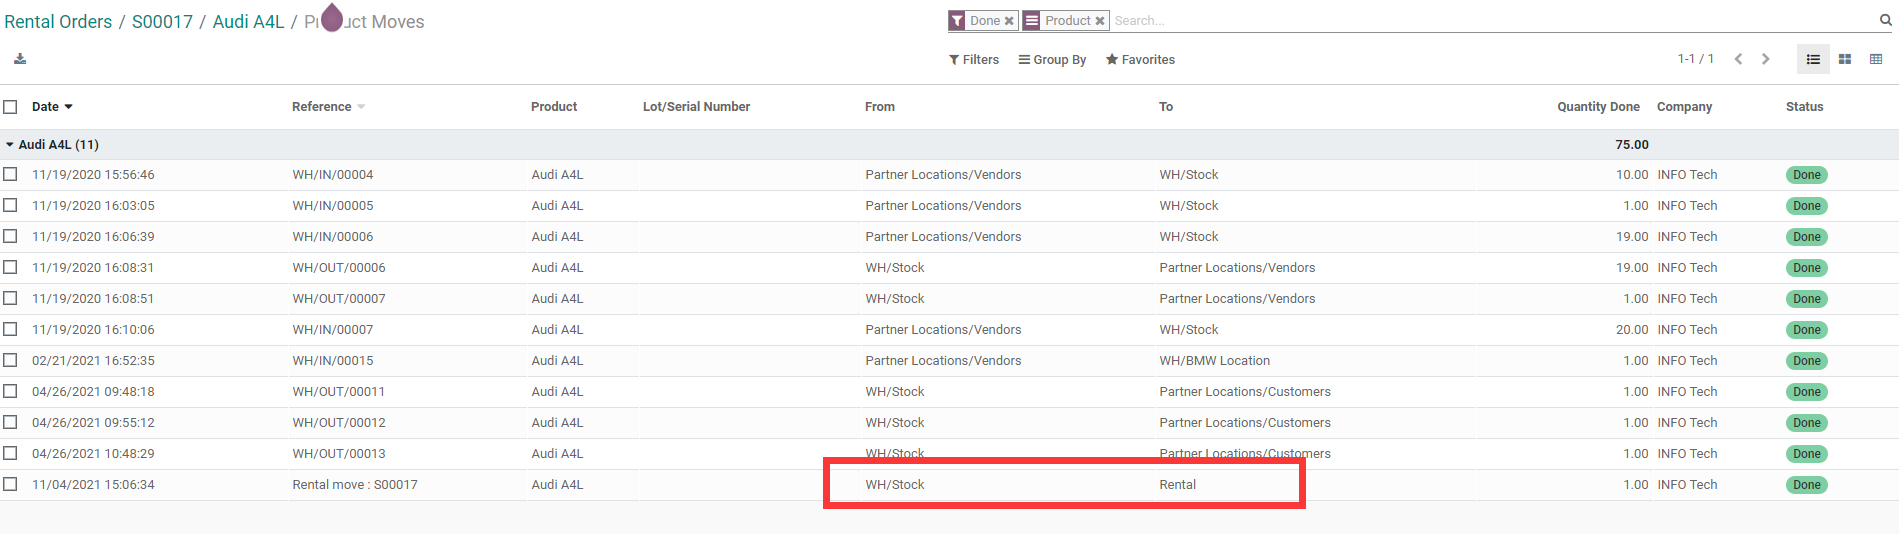 Rental Orders / S00017 / Audi A4L / Pr uct Moves
Done ✖ Product ✖ Search...
Filters Group By Favorites 1-1 / 1
Date Reference Product Lot/Serial Number From To Quantity Done Company Status
Audi A4L (11) 75.00
11/19/2020 15:56:46 WH/IN/00004 Audi A4L Partner Locations/Vendors WH/Stock 10.00 INFO Tech Done
11/19/2020 16:03:05 WH/IN/00005 Audi A4L Partner Locations/Vendors WH/Stock 1.00 INFO Tech Done
11/19/2020 16:06:39 WH/IN/00006 Audi A4L Partner Locations/Vendors WH/Stock 19.00 INFO Tech Done
11/19/2020 16:08:31 WH/OUT/00006 Audi A4L WH/Stock Partner Locations/Vendors 19.00 INFO Tech Done
11/19/2020 16:08:51 WH/OUT/00007 Audi A4L WH/Stock Partner Locations/Vendors 1.00 INFO Tech Done
11/19/2020 16:10:06 WH/IN/00007 Audi A4L Partner Locations/Vendors WH/Stock 20.00 INFO Tech Done
02/21/2021 16:52:35 WH/IN/00015 Audi A4L Partner Locations/Vendors WH/BMW Location 1.00 INFO Tech Done
04/26/2021 09:48:18 WH/OUT/00011 Audi A4L WH/Stock Partner Locations/Customers 1.00 INFO Tech Done
04/26/2021 09:55:12 WH/OUT/00012 Audi A4L WH/Stock Partner Locations/Customers 1.00 INFO Tech Done
04/26/2021 10:48:29 WH/OUT/00013 Audi A4L WH/Stock Partner Locations/Customers 1.00 INFO Tech Done
11/04/2021 15:06:34 Rental move : S00017 Audi A4L WH/Stock Rental 1.00 INFO Tech Done